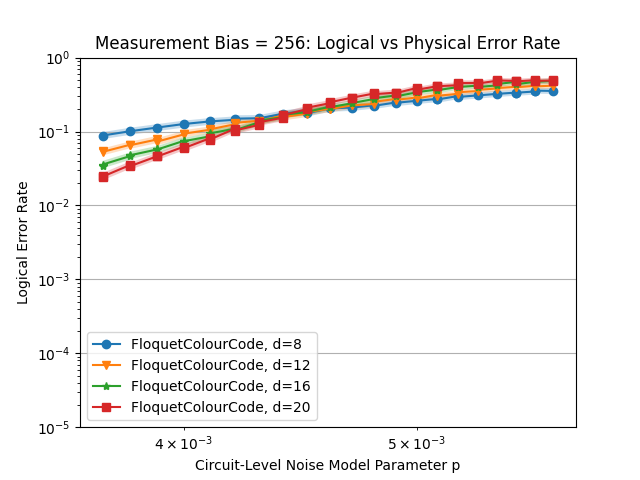 Measurement Bias = 256: Logical vs Physical Error Rate
10⁰
10⁻¹
10⁻²
10⁻³
10⁻⁴
10⁻⁵
Logical Error Rate
FloquetColourCode, d=8
FloquetColourCode, d=12
FloquetColourCode, d=16
FloquetColourCode, d=20
4 × 10⁻³
5 × 10⁻³
Circuit-Level Noise Model Parameter p